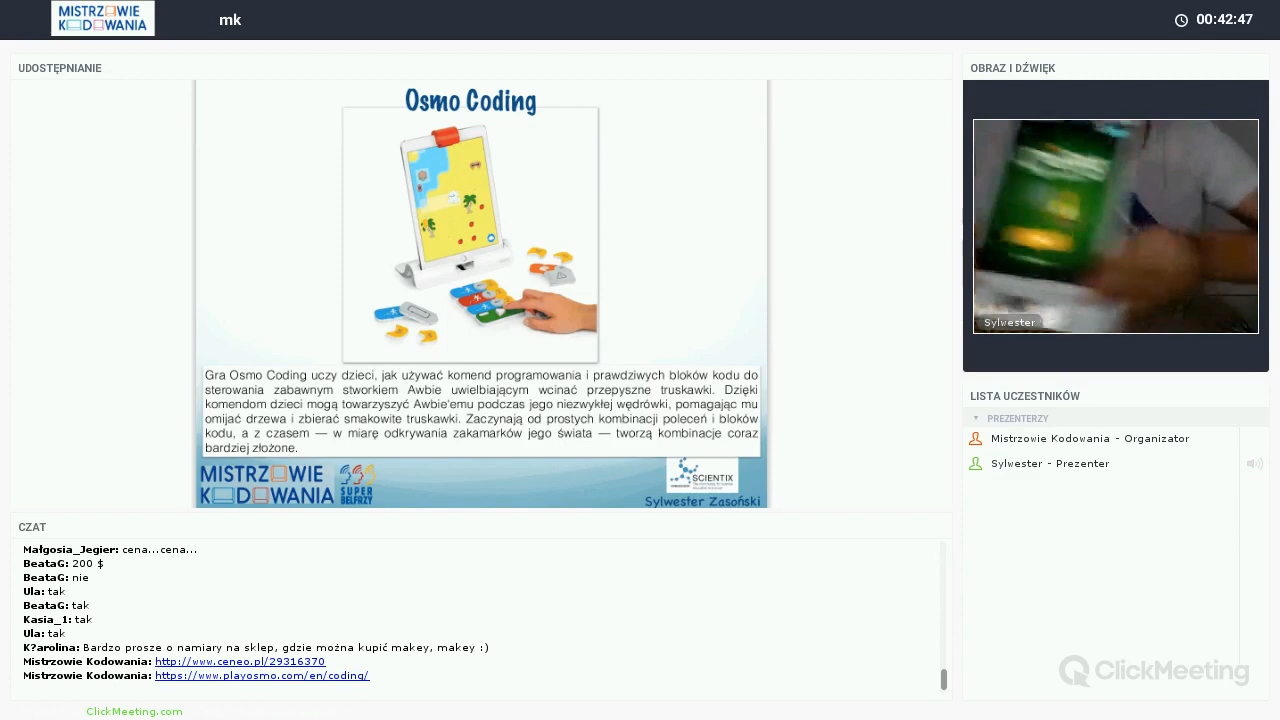 MISTRZOWIE
KODOWANIA
mk
00:42:47
UDOSTĘPNIANIE
OBRAZ I DŹWIĘK
Osmo Coding
Gra Osmo Coding uczy dzieci, jak używać komend programowania i prawdziwych bloków kodu do
sterowania zabawnym stworkiem Awbie uwielbiającym wcinać przepyszne truskawki. Dzięki
komendom dzieci mogą towarzyszyć Awbie'emu podczas jego niezwykłej wędrówki, pomagając mu
omijać drzewa i zbierać smakowite truskawki. Zaczynają od prostych kombinacji poleceń i bloków
kodu, a z czasem — w miarę odkrywania zakamarków jego świata — tworzą kombinacje coraz
bardziej złożone.
MISTRZOWIE
KODOWANIA
SUPER
BELFRZY
SCIENTIX
Sylwester Zasoński
Sylwester
LISTA UCZESTNIKÓW
PREZENTERZY
Mistrzowie Kodowania - Organizator
Sylwester - Prezenter
CZAT
Małgosia_Jegier: cena...cena...
BeataG: 200 $
BeataG: nie
Ula: tak
BeataG: tak
Kasia_1: tak
Ula: tak
K?arolina: Bardzo prosze o namiary na sklep, gdzie można kupić makey, makey :)
Mistrzowie Kodowania: http://www.ceneo.pl/29316370
Mistrzowie Kodowania: https://www.playosmo.com/en/coding/
ClickMeeting
ClickMeeting.com